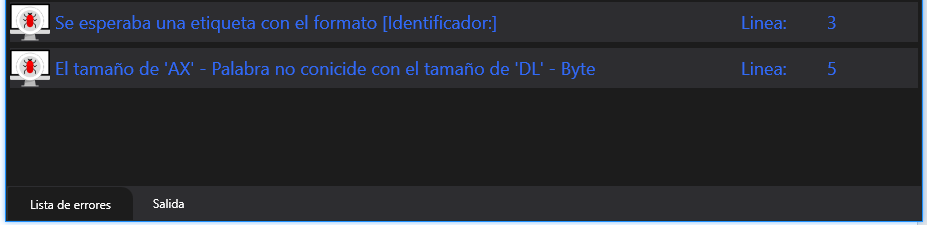 Se esperaba una etiqueta con el formato [Identificador:] Linea: 3
El tamaño de 'AX' - Palabra no conicide con el tamaño de 'DL' - Byte Linea: 5
Lista de errores Salida